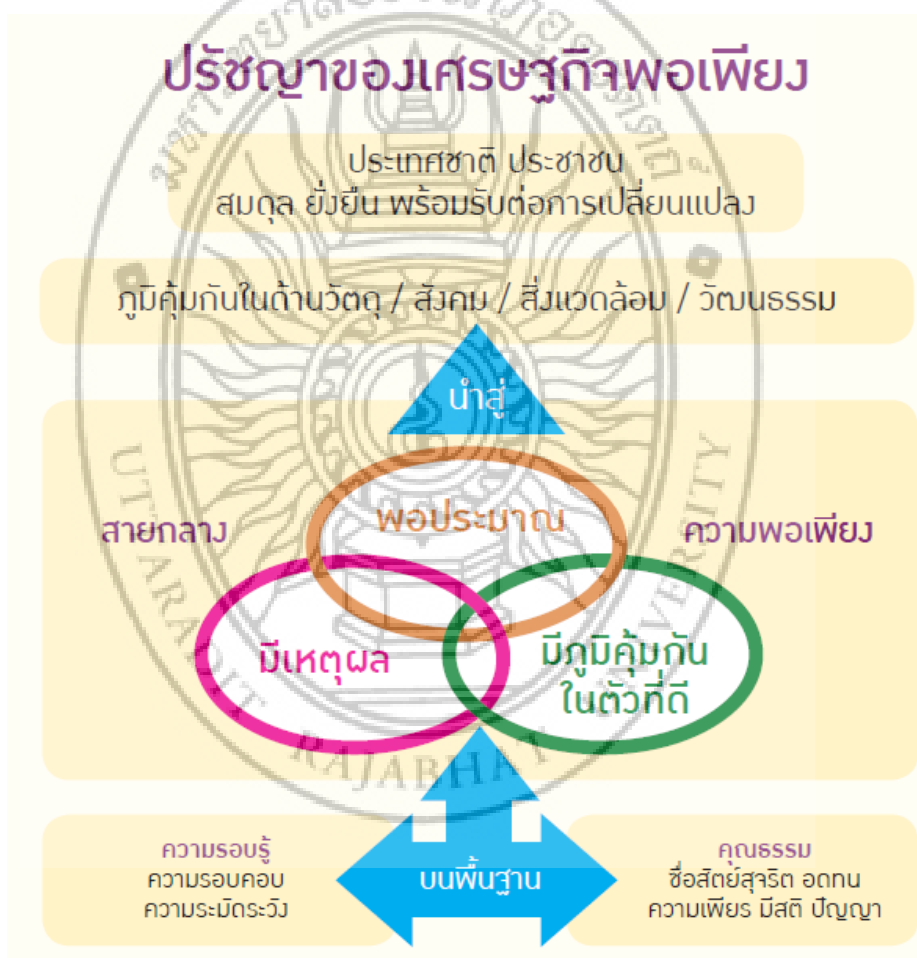 ปรัชญาของเศรษฐกิจพอเพียง
ประเทศชาติ ประชาชน
สมดุล ยั่งยืน พร้อมรับต่อการเปลี่ยนแปลง
ภูมิคุ้มกันในด้านวัตถุ / สังคม / สิ่งแวดล้อม / วัฒนธรรม
นำสู่
สายกลาง
พอประมาณ
ความพอเพียง
มีเหตุผล
มีภูมิคุ้มกัน
ในตัวที่ดี
ความรอบรู้
ความรอบคอบ
ความระมัดระวัง
บนพื้นฐาน
คุณธรรม
ซื่อสัตย์สุจริต อดทน
ความเพียร มีสติ ปัญญา
UTTARADIT RAJABHAT UNIVERSITY